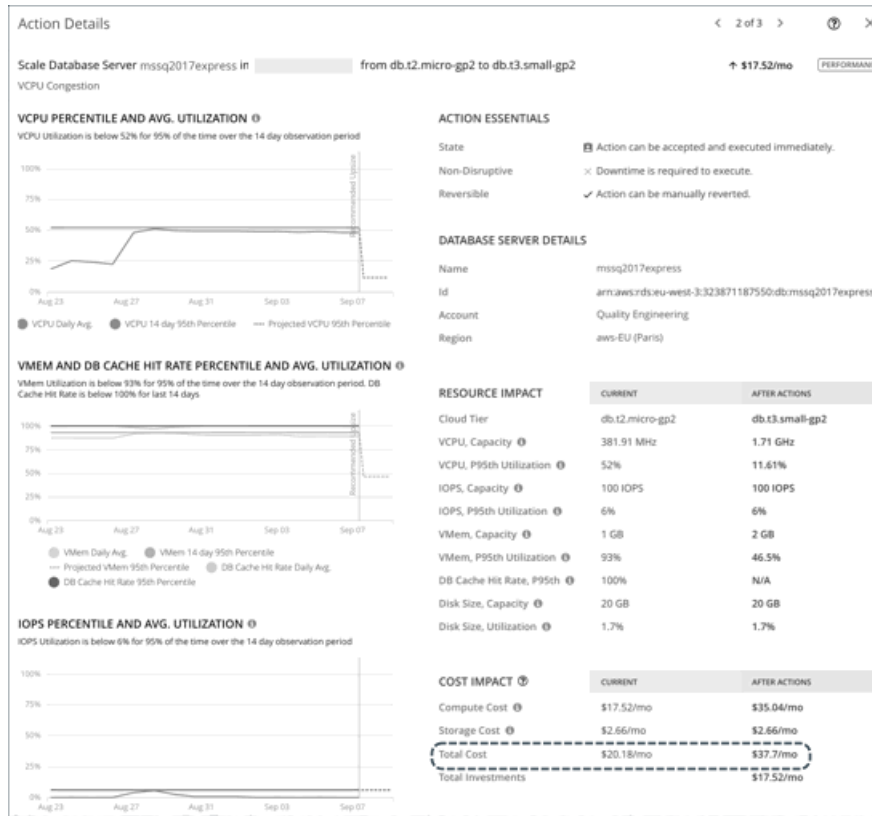 Action Details
< 2 of 3 >
Scale Database Server mssq2017express in from db.t2.micro-gp2 to db.t3.small-gp2
↑ $17.52/mo
VCPU Congestion
VCPU PERCENTILE AND AVG. UTILIZATION
VCPU Utilization is below 52% for 95% of the time over the 14 day observation period
100%
75%
50%
25%
0%
Recommended Upsize
Aug 23 Aug 27 Aug 31 Sep 03 Sep 07
VCPU Daily Avg. VCPU 14 day 95th Percentile Projected VCPU 95th Percentile
VMEM AND DB CACHE HIT RATE PERCENTILE AND AVG. UTILIZATION
VMem Utilization is below 93% for 95% of the time over the 14 day observation period. DB
Cache Hit Rate is below 100% for last 14 days
100%
75%
50%
25%
0%
Recommended Upsize
Aug 23 Aug 27 Aug 31 Sep 03 Sep 07
VMem Daily Avg. VMem 14 day 95th Percentile
Projected VMem 95th Percentile DB Cache Hit Rate Daily Avg.
DB Cache Hit Rate 95th Percentile
IOPS PERCENTILE AND AVG. UTILIZATION
IOPS Utilization is below 6% for 95% of the time over the 14 day observation period
100%
75%
50%
25%
0%
Aug 23 Aug 27 Aug 31 Sep 03 Sep 07
ACTION ESSENTIALS
State Action can be accepted and executed immediately.
Non-Disruptive Downtime is required to execute.
Reversible Action can be manually reverted.
DATABASE SERVER DETAILS
Name mssq2017express
Id arn:aws:rds:eu-west-3:323871187550:db:mssq2017express
Account Quality Engineering
Region aws-EU (Paris)
RESOURCE IMPACT CURRENT AFTER ACTIONS
Cloud Tier db.t2.micro-gp2 db.t3.small-gp2
VCPU, Capacity 381.91 MHz 1.71 GHz
VCPU, P95th Utilization 52% 11.61%
IOPS, Capacity 100 IOPS 100 IOPS
IOPS, P95th Utilization 6% 6%
VMem, Capacity 1 GB 2 GB
VMem, P95th Utilization 93% 46.5%
DB Cache Hit Rate, P95th 100% N/A
Disk Size, Capacity 20 GB 20 GB
Disk Size, Utilization 1.7% 1.7%
COST IMPACT CURRENT AFTER ACTIONS
Compute Cost $17.52/mo $35.04/mo
Storage Cost $2.66/mo $2.66/mo
Total Cost $20.18/mo $37.7/mo
Total Investments $17.52/mo